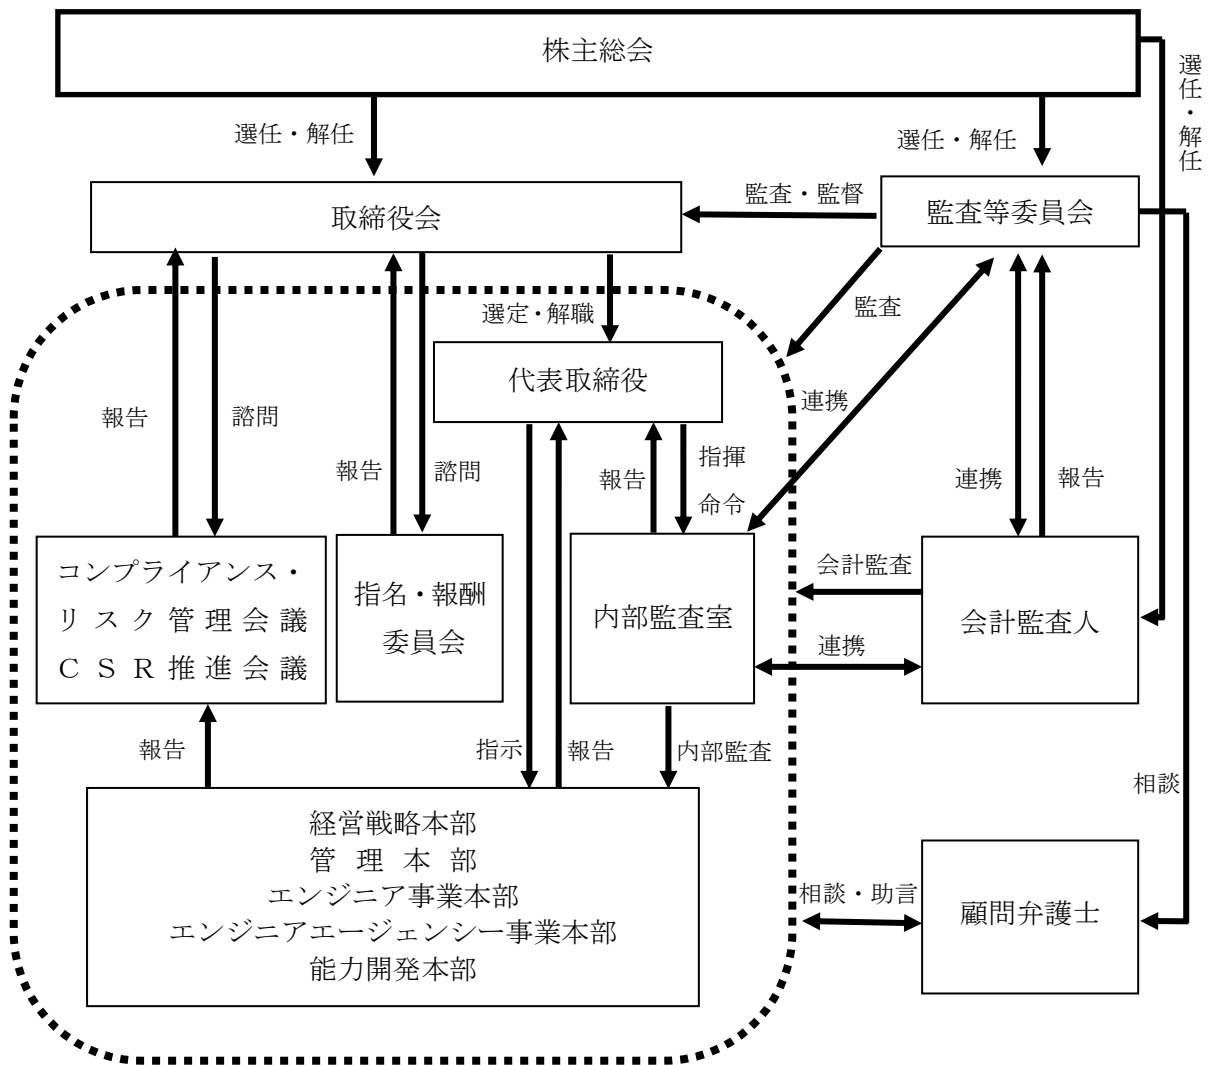 株主総会
選任・解任
選任・解任
選任・解任
取締役会
監査・監督
監査等委員会
選定・解職
監査
代表取締役
連携
報告
諮問
報告
諮問
報告
指揮
命令
連携
報告
コンプライアンス・
リスク管理会議
ＣＳＲ推進会議
指名・報酬
委員会
内部監査室
会計監査
連携
会計監査人
報告
指示
報告
内部監査
相談
経営戦略本部
管理本部
エンジニア事業本部
エンジニアエージェンシー事業本部
能力開発本部
相談・助言
顧問弁護士